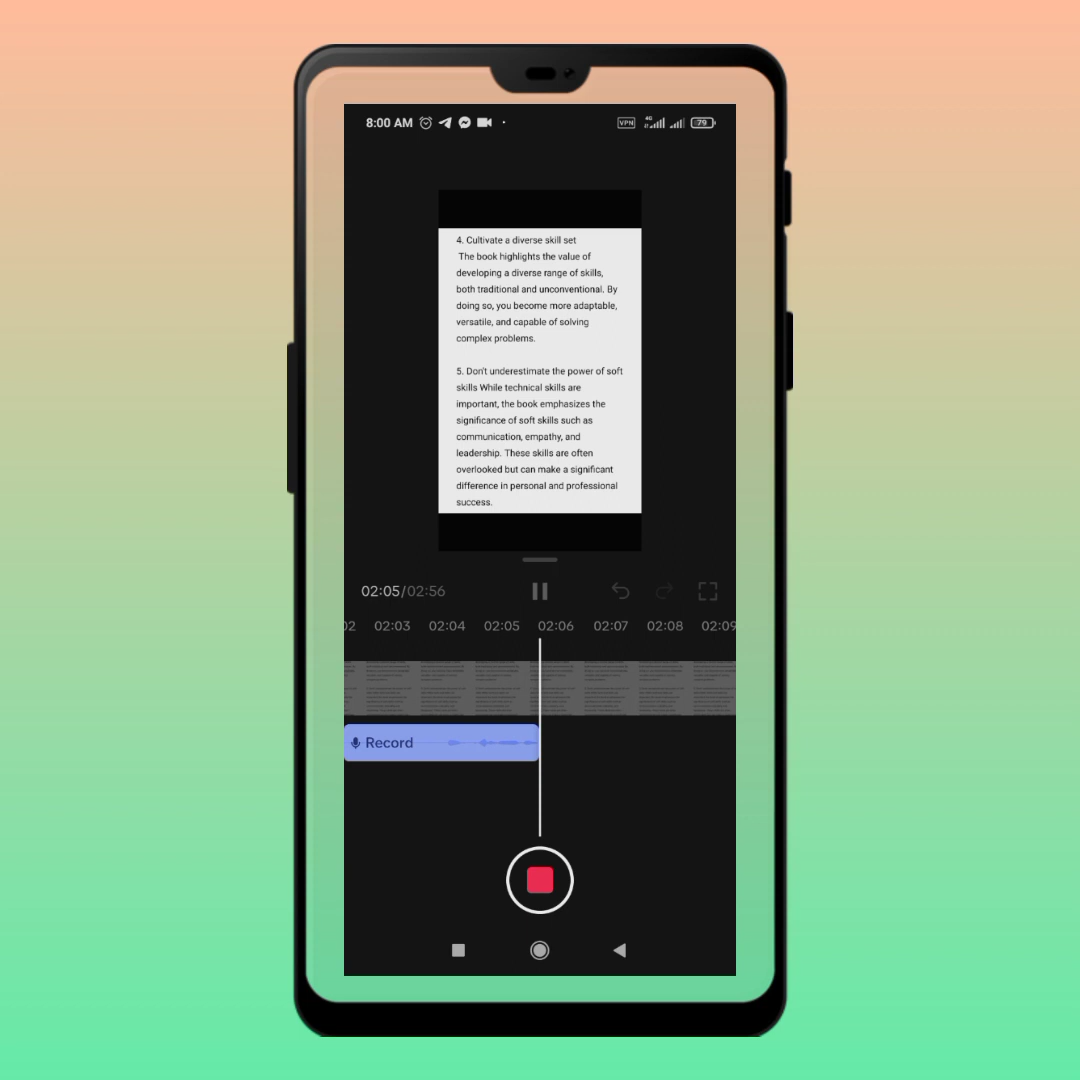 8:00 AM
VPN 4G 79
4. Cultivate a diverse skill set
The book highlights the value of
developing a diverse range of skills,
both traditional and unconventional. By
doing so, you become more adaptable,
versatile, and capable of solving
complex problems.
5. Don't underestimate the power of soft
skills While technical skills are
important, the book emphasizes the
significance of soft skills such as
communication, empathy, and
leadership. These skills are often
overlooked but can make a significant
difference in personal and professional
success.
02:05/02:56
02 02:03 02:04 02:05 02:06 02:07 02:08 02:09
Record